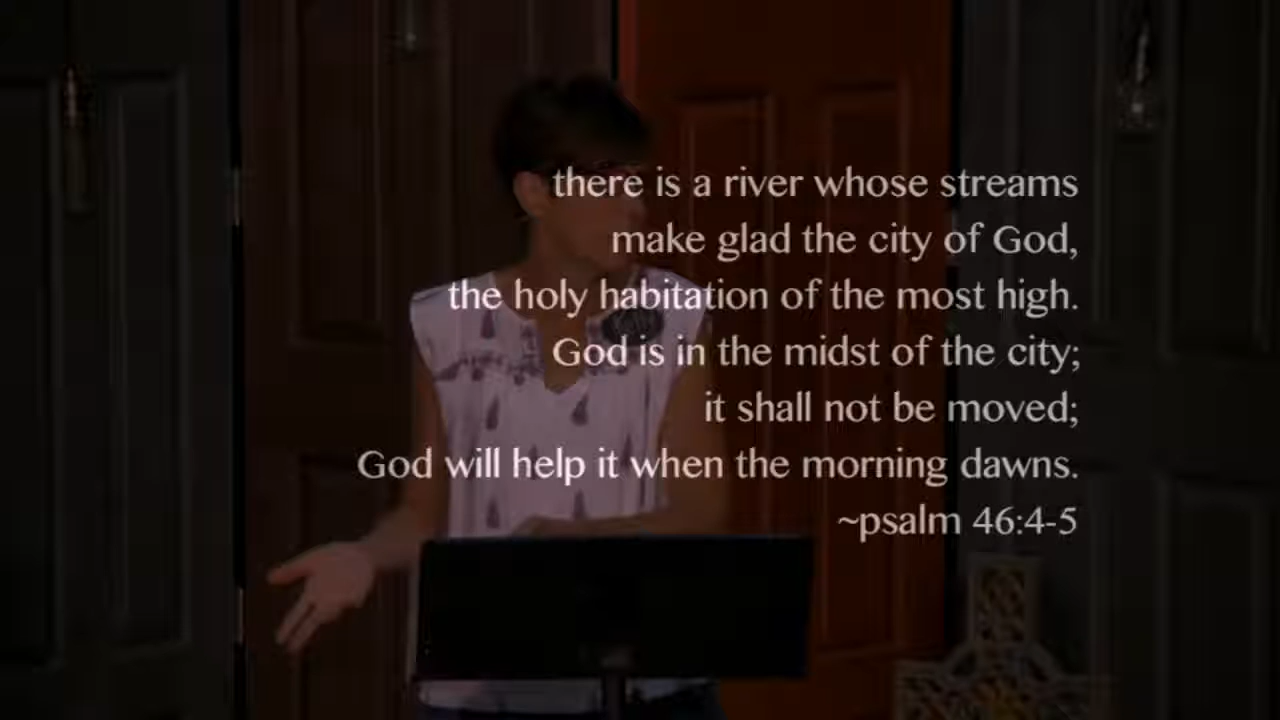 there is a river whose streams
make glad the city of God,
the holy habitation of the most high.
God is in the midst of the city;
it shall not be moved;
God will help it when the morning dawns.
~psalm 46:4-5